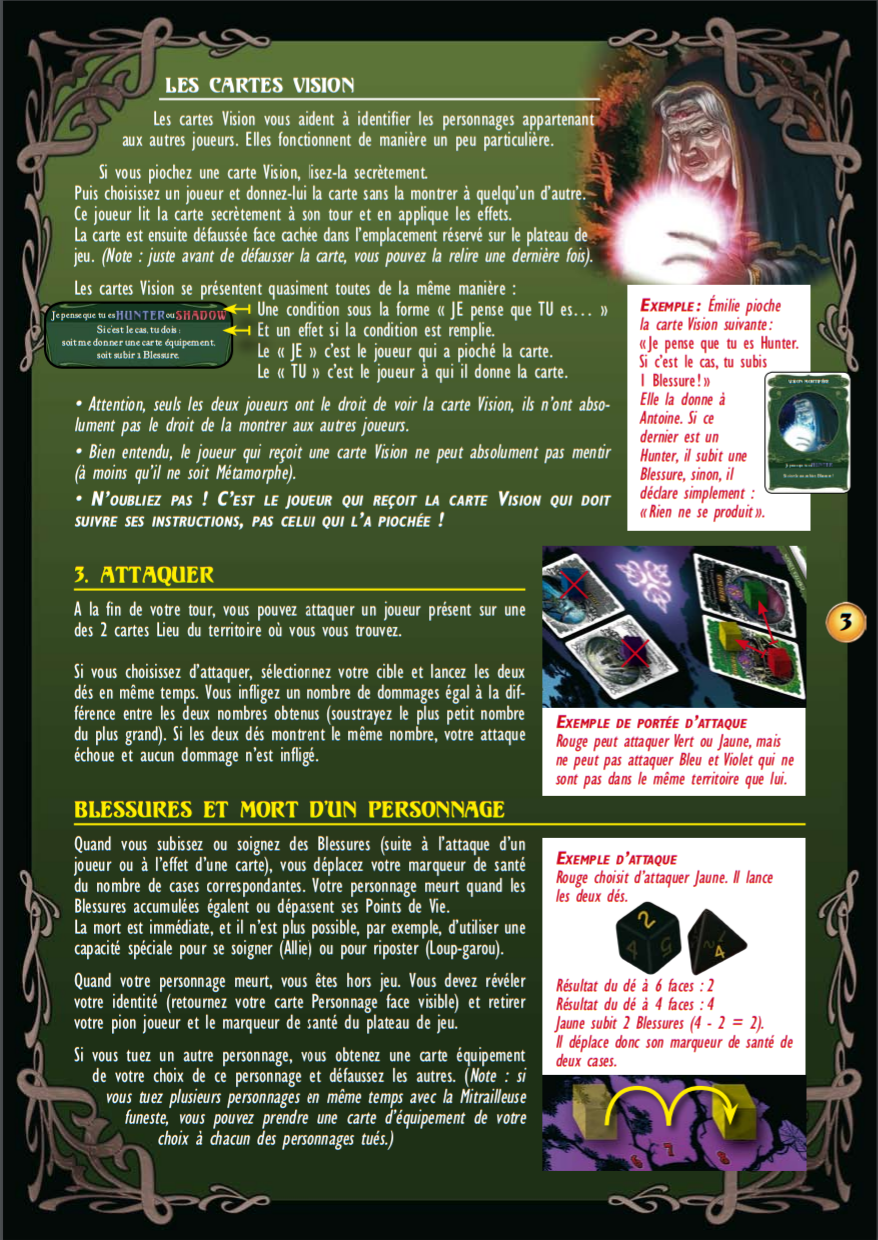 LES CARTES VISION
Les cartes Vision vous aident à identifier les personnages appartenant
aux autres joueurs. Elles fonctionnent de manière un peu particulière.
Si vous piochez une carte Vision, lisez-la secrètement.
Puis choisissez un joueur et donnez-lui la carte sans la montrer à quelqu'un d'autre.
Ce joueur lit la carte secrètement à son tour et en applique les effets.
La carte est ensuite défaussée face cachée dans l'emplacement réservé sur le plateau de
jeu. (Note : juste avant de défausser la carte, vous pouvez la relire une dernière fois).
Les cartes Vision se présentent quasiment toutes de la même manière :
Je pense que tu es HUNTER ou SHADOW
Si c'est le cas, tu dois :
soit me donner une carte équipement,
soit subir 1 Blessure.
Une condition sous la forme « JE pense que TU es... »
Et un effet si la condition est remplie.
Le « JE » c'est le joueur qui a pioché la carte.
Le « TU » c'est le joueur à qui il donne la carte.
• Attention, seuls les deux joueurs ont le droit de voir la carte Vision, ils n'ont abso-
lument pas le droit de la montrer aux autres joueurs.
• Bien entendu, le joueur qui reçoit une carte Vision ne peut absolument pas mentir
(à moins qu'il ne soit Métamorphe).
• N'OUBLIEZ PAS ! C'EST LE JOUEUR QUI REÇOIT LA CARTE VISION QUI DOIT
SUIVRE SES INSTRUCTIONS, PAS CELUI QUI L'A PIOCHÉE !
EXEMPLE : Émilie pioche
la carte Vision suivante :
« Je pense que tu es Hunter.
Si c'est le cas, tu subis
1 Blessure ! »
Elle la donne à
Antoine. Si ce
dernier est un
Hunter, il subit une
Blessure, sinon, il
déclare simplement :
« Rien ne se produit ».
3. ATTAQUER
A la fin de votre tour, vous pouvez attaquer un joueur présent sur une
des 2 cartes Lieu du territoire où vous vous trouvez.
Si vous choisissez d'attaquer, sélectionnez votre cible et lancez les deux
dés en même temps. Vous infligez un nombre de dommages égal à la dif-
férence entre les deux nombres obtenus (soustrayez le plus petit nombre
du plus grand). Si les deux dés montrent le même nombre, votre attaque
échoue et aucun dommage n'est infligé.
EXEMPLE DE PORTÉE D'ATTAQUE
Rouge peut attaquer Vert ou Jaune, mais
ne peut pas attaquer Bleu et Violet qui ne
sont pas dans le même territoire que lui.
3
BLESSURES ET MORT D'UN PERSONNAGE
Quand vous subissez ou soignez des Blessures (suite à l'attaque d'un
joueur ou à l'effet d'une carte), vous déplacez votre marqueur de santé
du nombre de cases correspondantes. Votre personnage meurt quand les
Blessures accumulées égalent ou dépassent ses Points de Vie.
La mort est immédiate, et il n'est plus possible, par exemple, d'utiliser une
capacité spéciale pour se soigner (Allie) ou pour riposter (Loup-garou).
Quand votre personnage meurt, vous êtes hors jeu. Vous devez révéler
votre identité (retournez votre carte Personnage face visible) et retirer
votre pion joueur et le marqueur de santé du plateau de jeu.
Si vous tuez un autre personnage, vous obtenez une carte équipement
de votre choix de ce personnage et défaussez les autres. (Note : si
vous tuez plusieurs personnages en même temps avec la Mitrailleuse
funeste, vous pouvez prendre une carte d'équipement de votre
choix à chacun des personnages tués.)
EXEMPLE D'ATTAQUE
Rouge choisit d'attaquer Jaune. Il lance
les deux dés.
2
4
5
2
4
Résultat du dé à 6 faces : 2
Résultat du dé à 4 faces : 4
Jaune subit 2 Blessures (4 - 2 = 2).
Il déplace donc son marqueur de santé de
deux cases.
6 7 8